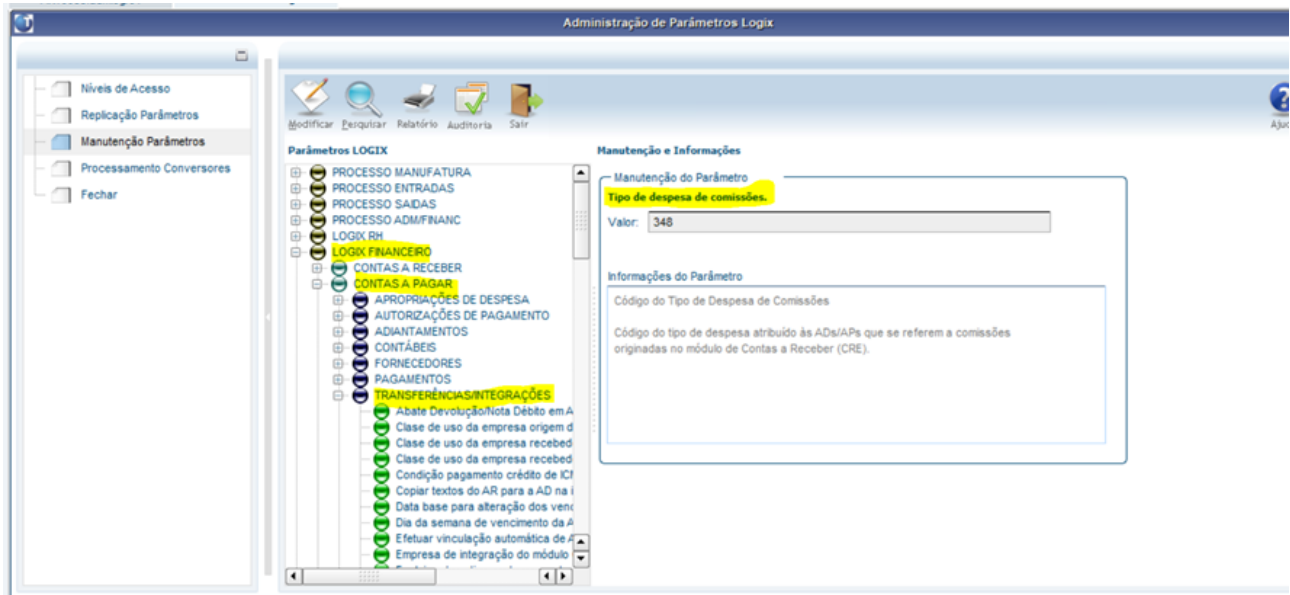 Administração de Parâmetros Logix
Níveis de Acesso
Replicação Parâmetros
Manutenção Parâmetros
Processamento Conversores
Fechar
Modificar Pesquisar Relatório Auditoria Sair
Parâmetros LOGIX
PROCESSO MANUFATURA
PROCESSO ENTRADAS
PROCESSO SAIDAS
PROCESSO ADM/FINANC
LOGIX RH
LOGIX FINANCEIRO
CONTAS A RECEBER
CONTAS A PAGAR
APROPRIAÇÕES DE DESPESA
AUTORIZAÇÕES DE PAGAMENTO
ADIANTAMENTOS
CONTÁBEIS
FORNECEDORES
PAGAMENTOS
TRANSFERÊNCIAS/INTEGRAÇÕES
Abate Devolução/Nota Débito em A
Clase de uso da empresa origem d
Clase de uso da empresa recebed
Clase de uso da empresa recebed
Condição pagamento crédito de ICM
Copiar textos do AR para a AD na i
Data base para alteração dos venc
Dia da semana de vencimento da A
Efetuar vinculação automática de A
Empresa de integração do módulo
Manutenção e Informações
Manutenção do Parâmetro
Tipo de despesa de comissões.
Valor: 348
Informações do Parâmetro
Código do Tipo de Despesa de Comissões
Código do tipo de despesa atribuído às ADs/APs que se referem a comissões
originadas no módulo de Contas a Receber (CRE).